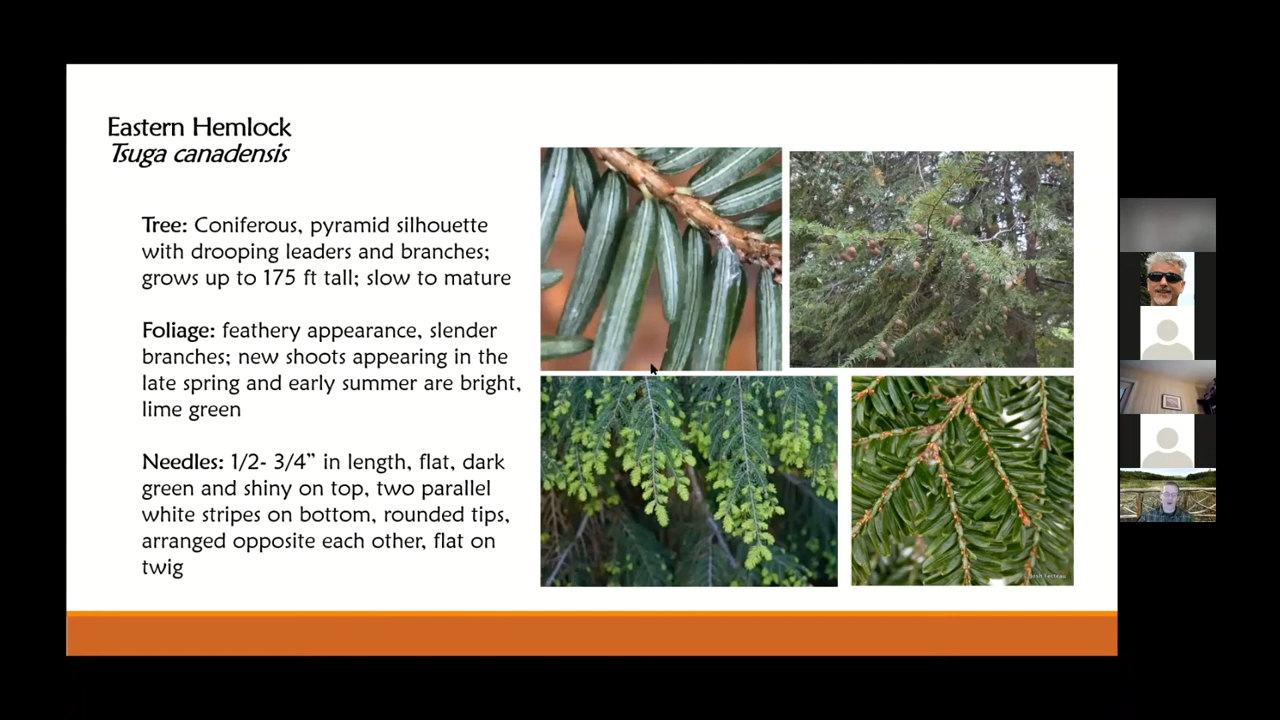 Eastern Hemlock
Tsuga canadensis
Tree: Coniferous, pyramid silhouette
with drooping leaders and branches;
grows up to 175 ft tall; slow to mature
Foliage: feathery appearance, slender
branches; new shoots appearing in the
late spring and early summer are bright,
lime green
Needles: 1/2- 3/4” in length, flat, dark
green and shiny on top, two parallel
white stripes on bottom, rounded tips,
arranged opposite each other, flat on
twig